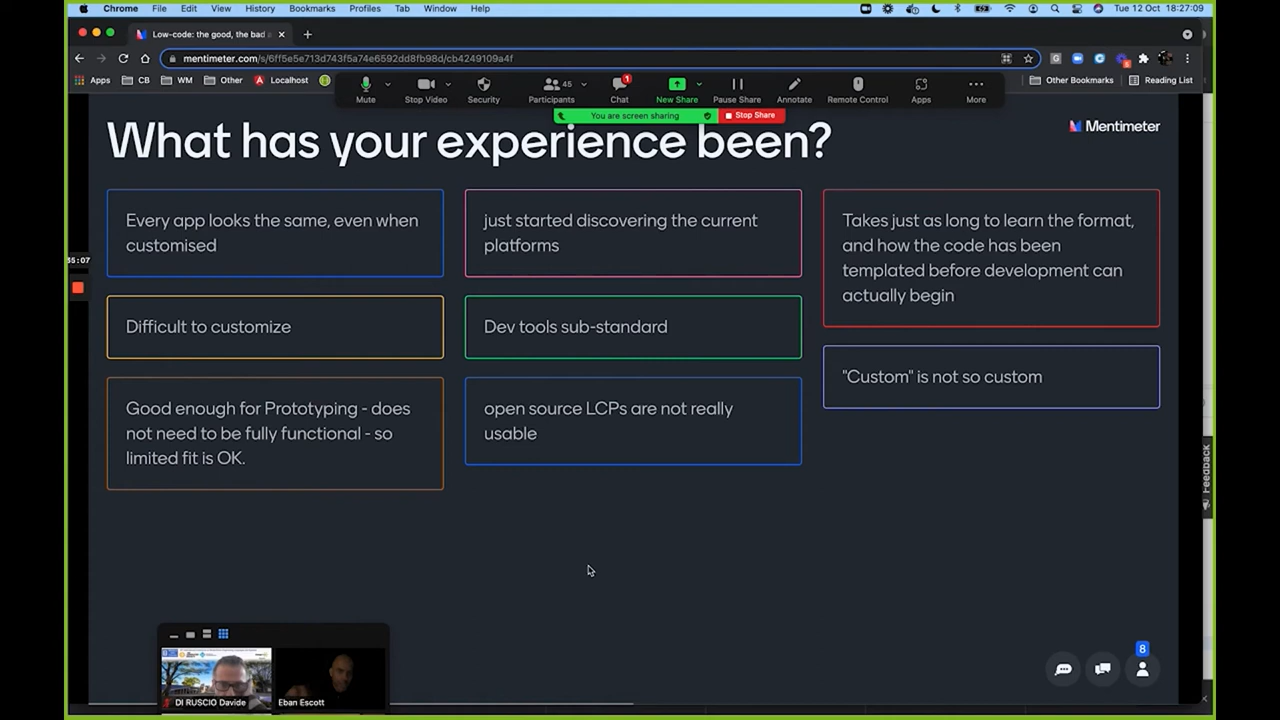 Chrome File Edit View History Bookmarks Profiles Tab Window Help Tue 12 Oct 18:27:09
Low-code: the good, the bad
mentimeter.com/s/6ff5e5e713d743f5a74e6592dd8fb98d/cb4249109a4f
Apps CB WM Other Localhost Other Bookmarks Reading List
45 1
Mute Stop Video Security Participants Chat New Share Pause Share Annotate Remote Control Apps More
You are screen sharing Stop Share
What has your experience been?
Mentimeter
Every app looks the same, even when
customised
Difficult to customize
Good enough for Prototyping - does
not need to be fully functional - so
limited fit is OK.
just started discovering the current
platforms
Dev tools sub-standard
open source LCPs are not really
usable
Takes just as long to learn the format,
and how the code has been
templated before development can
actually begin
"Custom" is not so custom
35:07
Feedback
8
DI RUSCIO Davide Eban Escott